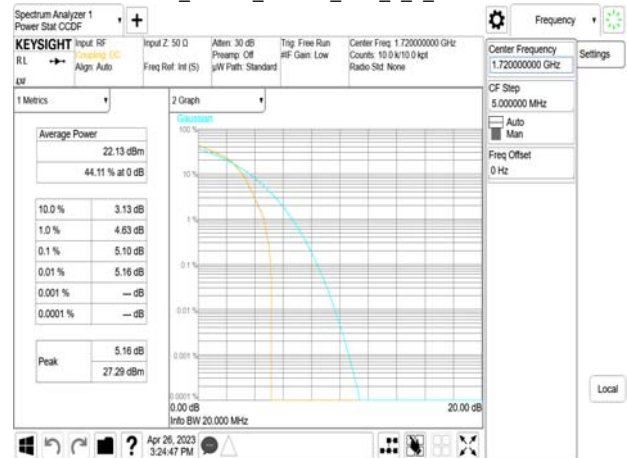 Spectrum Analyzer 1
Power Stat CCDF
Frequency
KEYSIGHT
RL
Input: RF
Coupling: DC
Align: Auto
Input Z: 50 Ω
Freq Ref: Int (S)
Atten: 30 dB
Preamp: Off
µW Path: Standard
Trig: Free Run
#IF Gain: Low
Center Freq: 1.720000000 GHz
Counts: 10.0 k/10.0 kpt
Radio Std: None
Center Frequency
1.720000000 GHz
Settings
CF Step
5.000000 MHz
Auto
Man
Freq Offset
0 Hz
1 Metrics
2 Graph
Average Power
22.13 dBm
44.11 % at 0 dB
10.0 % 3.13 dB
1.0 % 4.63 dB
0.1 % 5.10 dB
0.01 % 5.16 dB
0.001 % --- dB
0.0001 % --- dB
Peak
5.16 dB
27.29 dBm
Gaussian
100 %
10 %
1 %
0.1 %
0.01 %
0.001 %
0.0001 %
0.00 dB
20.00 dB
Info BW 20.000 MHz
Local
?
Apr 26, 2023
3:24:47 PM